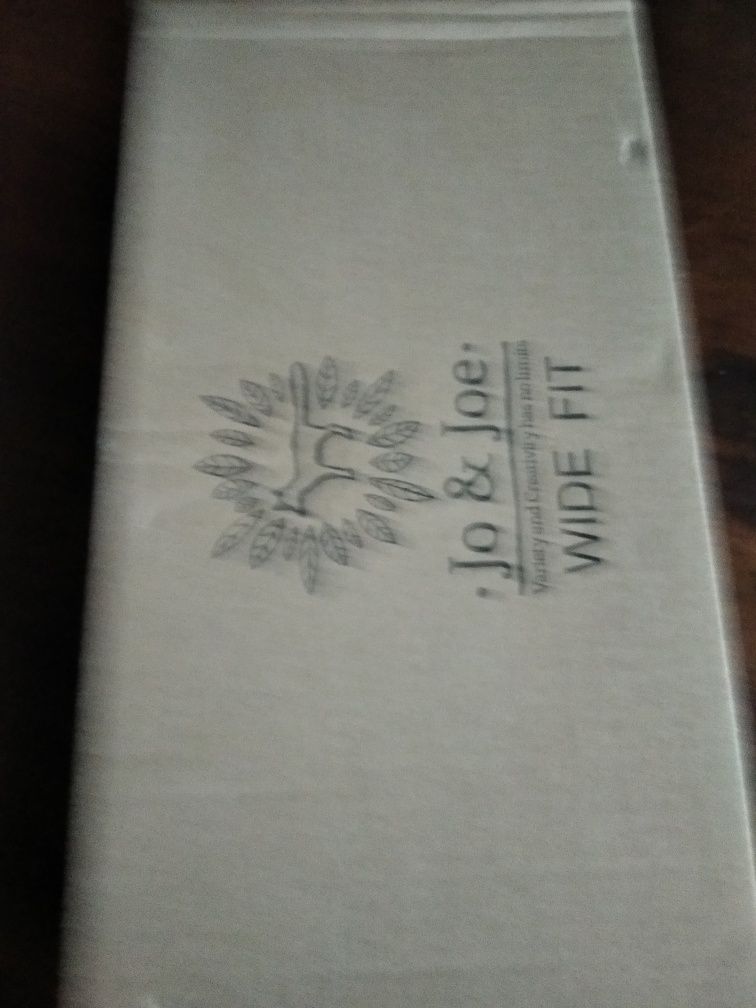 'Jo & Joe'
Variety and Creativity has no limits
WIDE FIT